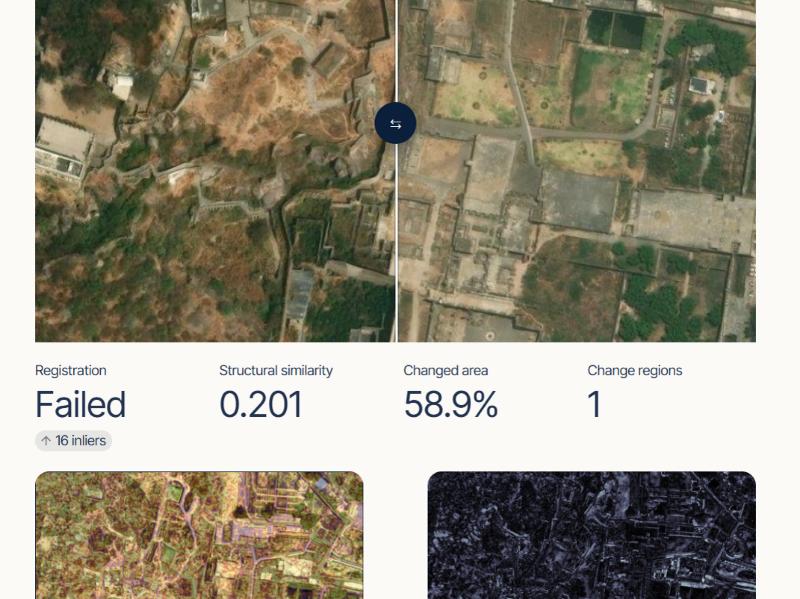 Registration
Structural similarity
Changed area
Change regions
Failed
0.201
58.9%
1
↑ 16 inliers